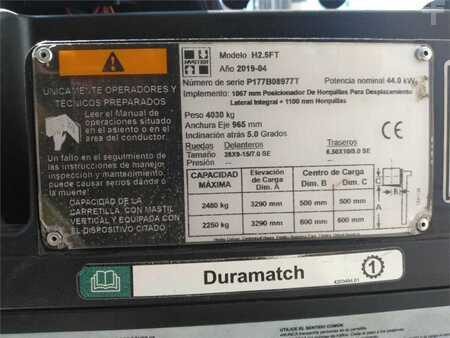 ÚNICAMENTE OPERADORES Y
TÉCNICOS PREPARADOS
Leer el Manual de
operaciones situado
en el asiento o en el
area del conductor.
Un fallo en el seguimiento
de las instrucciones de manejo,
inspección y mantenimiento,
puede causar serios daños o
la muerte!
CAPACIDAD DE LA
CARRETILLA CON MASTIL
VERTICAL Y EQUIPADA CON
EL DISPOSITIVO CITADO
HYSTER
Modelo H2.5FT
Año 2019-04
Número de serie P177B08977T
Potencia nominal 44.0 kW
Implemento: 1067 mm Posicionador De Horquillas Para Desplazamiento
Lateral Integral + 1100 mm Horquillas
Peso 4030 kg
Anchura Eje 965 mm
Inclinación atrás 5.0 Grados
Ruedas Delanteros Traseros
Tamaño 28X9-15/7.0 SE 6.50X10/5.0 SE
CE
CAPACIDAD MÁXIMA
Elevación de Carga Dim. A
Centro de Carga Dim. B Dim. C
2480 kg 3290 mm 500 mm 500 mm
2250 kg 3290 mm 600 mm 600 mm
A
B
Duramatch
1